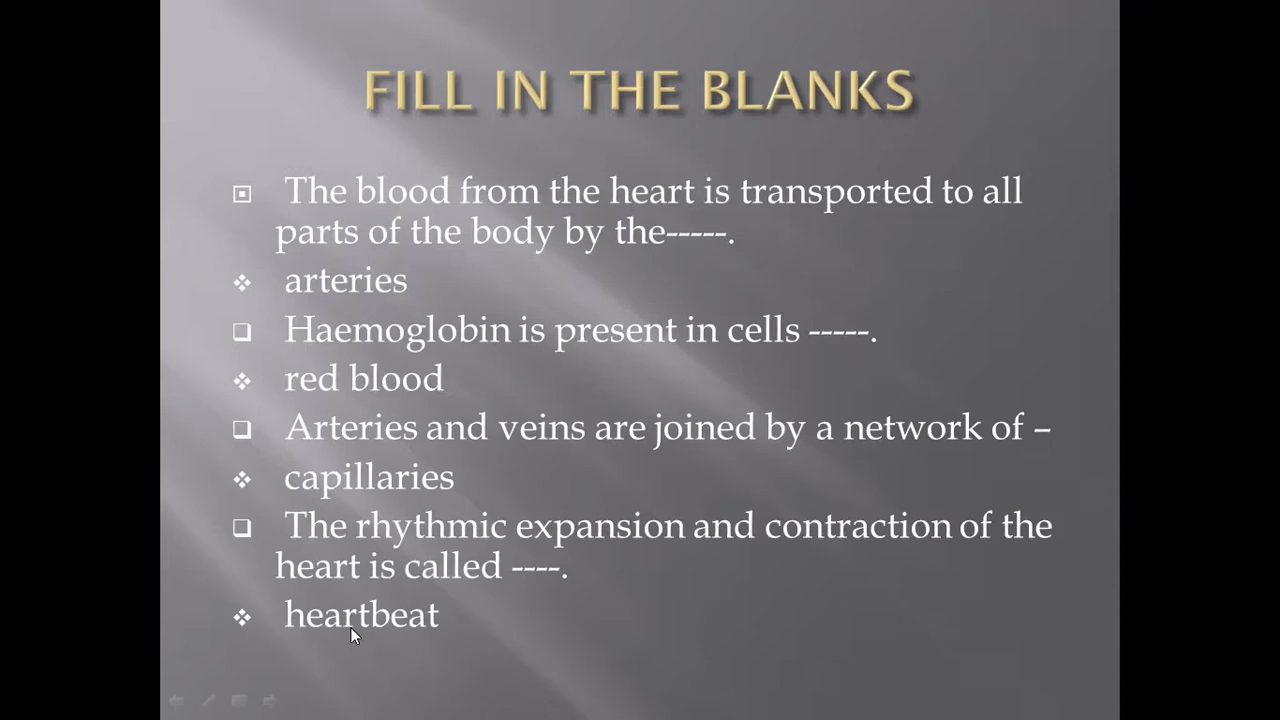 FILL IN THE BLANKS
The blood from the heart is transported to all
parts of the body by the-----.
arteries
Haemoglobin is present in cells -----.
red blood
Arteries and veins are joined by a network of –
capillaries
The rhythmic expansion and contraction of the
heart is called ----.
heartbeat